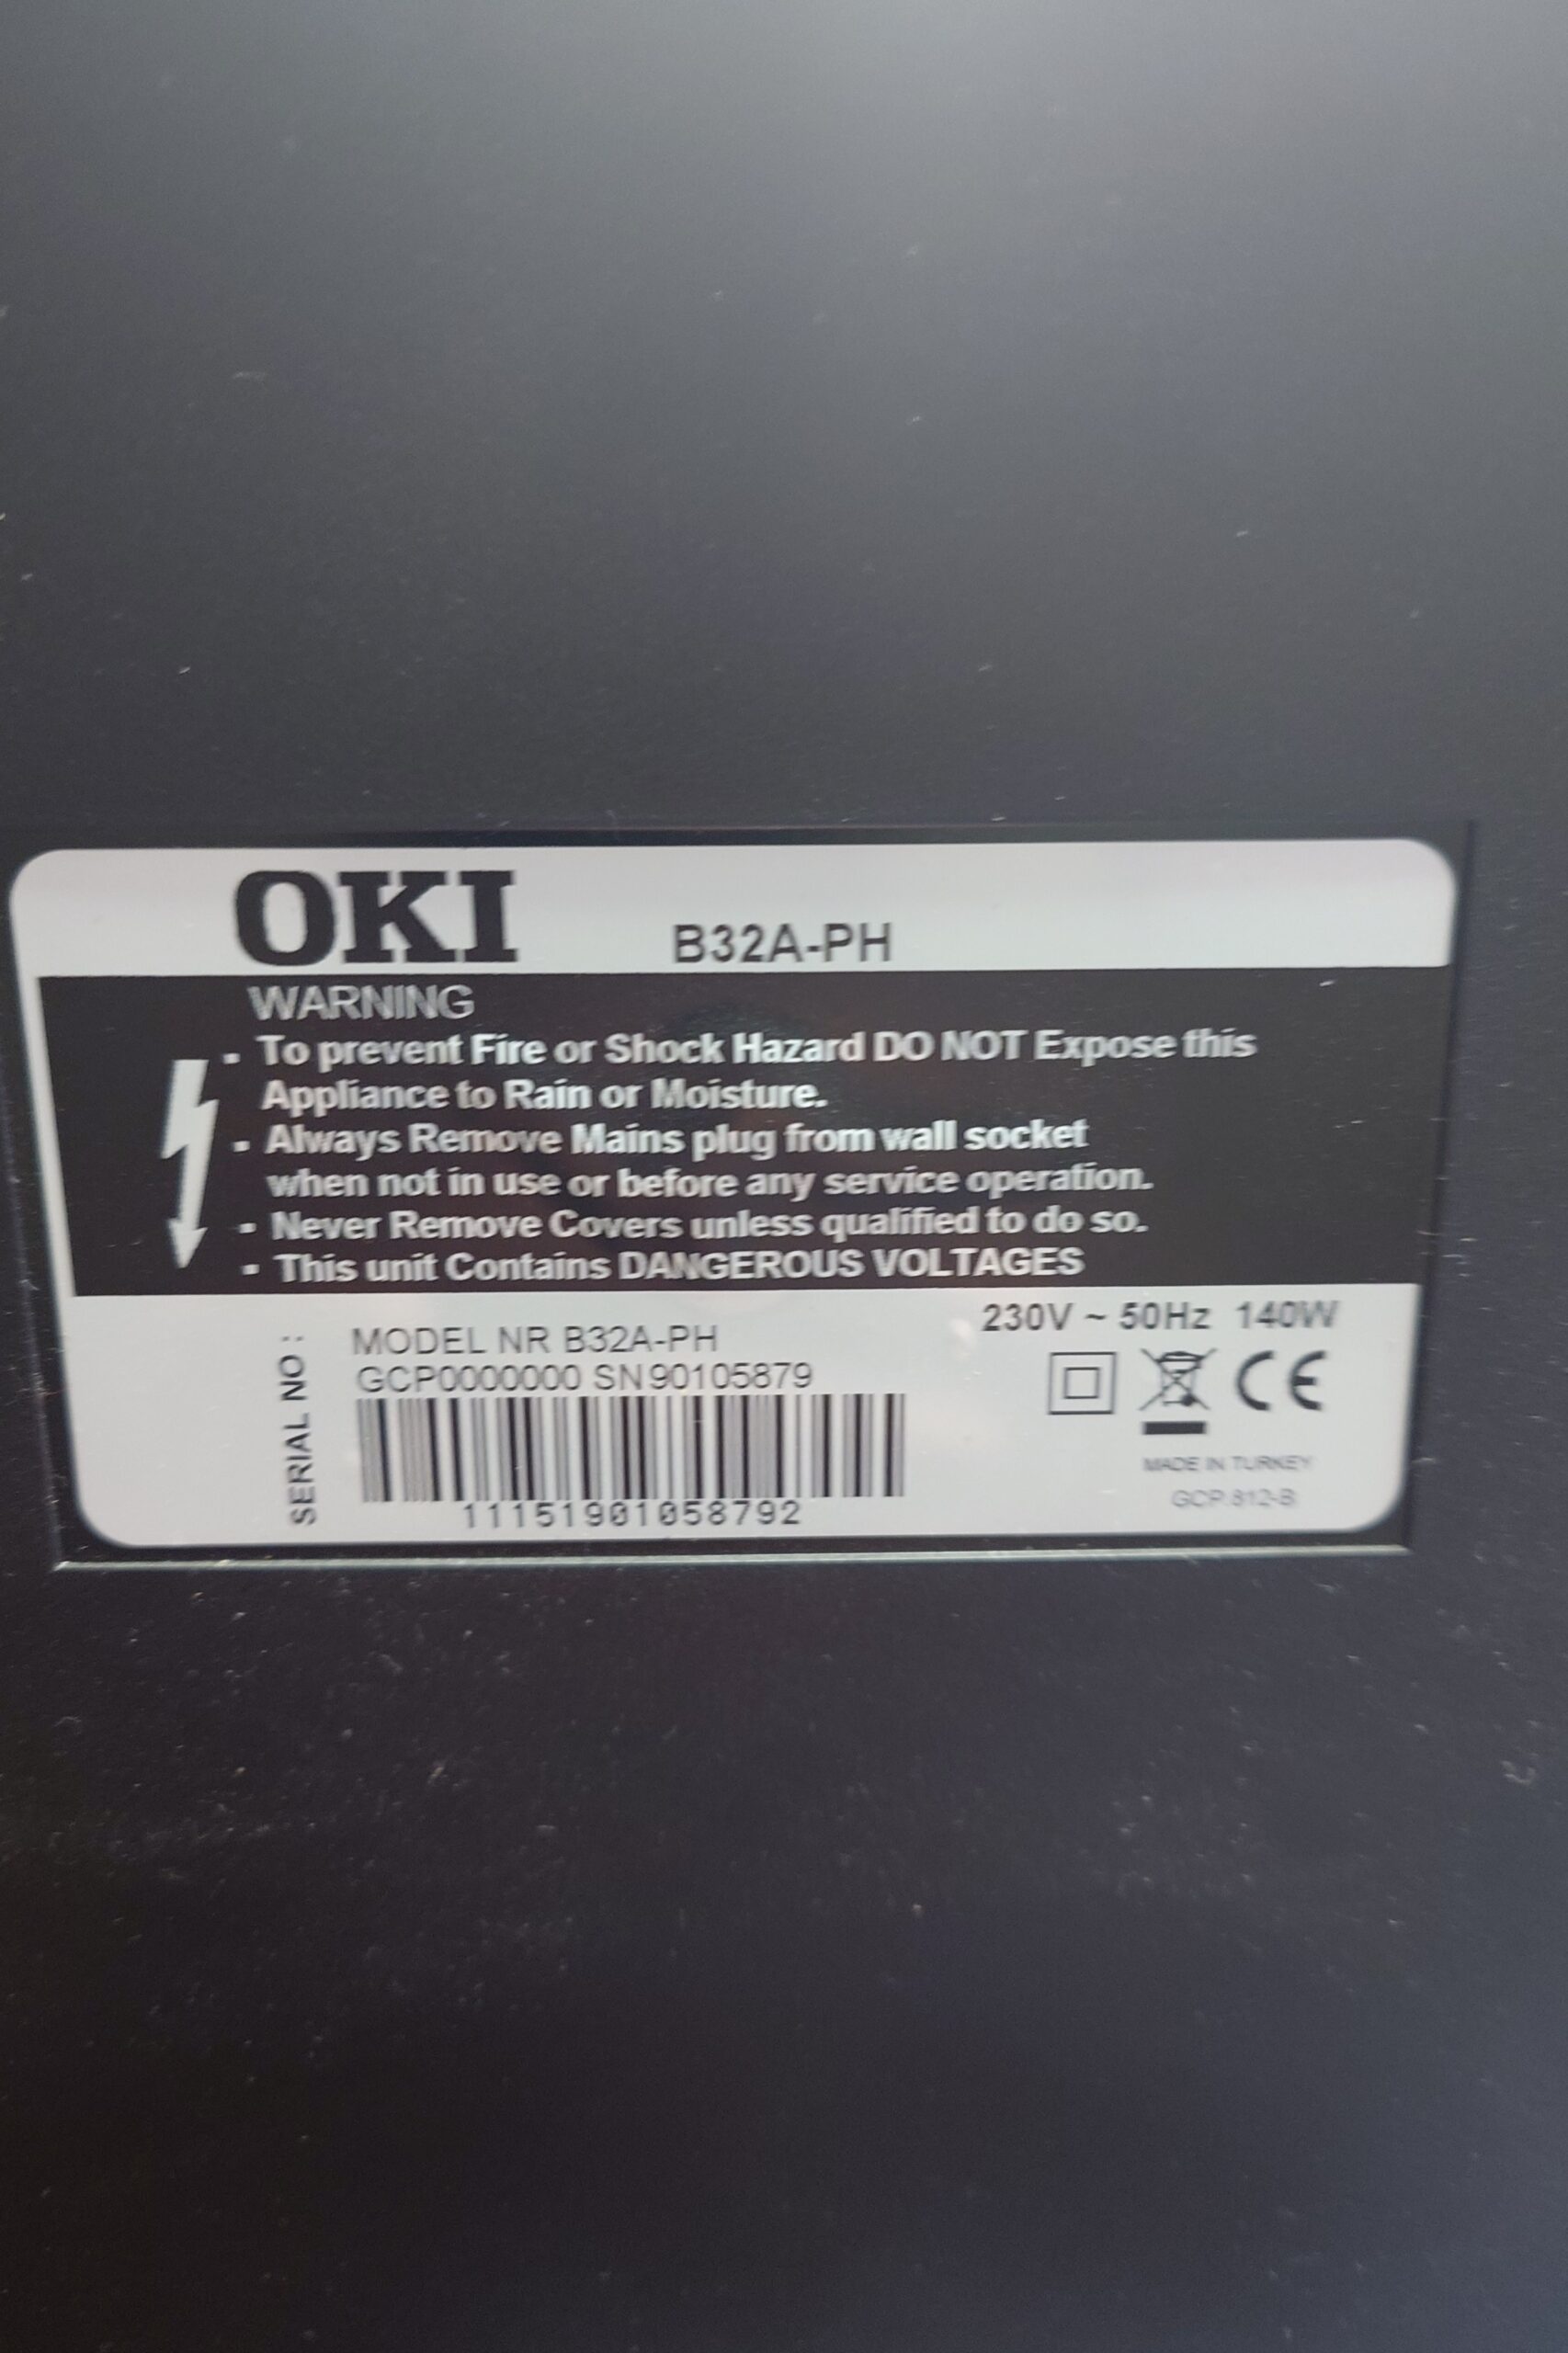 OKI B32A-PH
WARNING
▪ To prevent Fire or Shock Hazard DO NOT Expose this
Appliance to Rain or Moisture.
▪ Always Remove Mains plug from wall socket
when not in use or before any service operation.
▪ Never Remove Covers unless qualified to do so.
▪ This unit Contains DANGEROUS VOLTAGES
230V ~ 50Hz 140W
SERIAL NO :
MODEL NR B32A-PH
GCP0000000 SN90105879
11151901058792
CE
MADE IN TURKEY
GCP.812-B